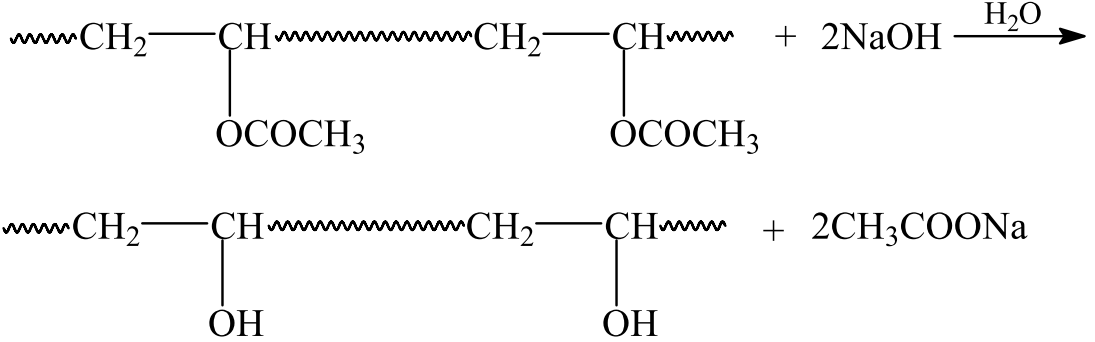 CH₂ CH CH₂ CH + 2NaOH H₂O
OCOCH₃ OCOCH₃
CH₂ CH CH₂ CH + 2CH₃COONa
OH OH